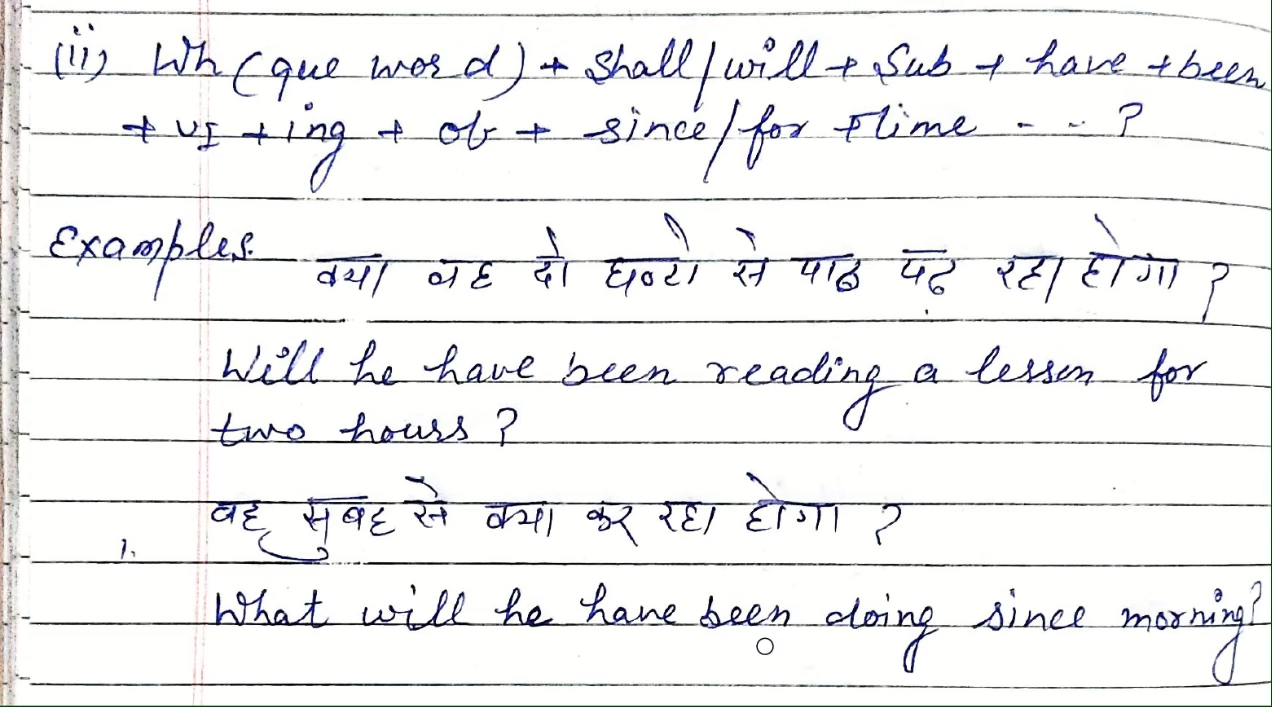 (ii) Wh (que word) + Shall/will + Sub + have + been
+ VI + ing + ob + since/for + time - - ?
Examples. क्या वह दो घण्टो से पाठ पढ़ रहा होगा ?
Will he have been reading a lesson for
two hours ?
वह सुबह से क्या कर रहा होगा ?
1.
What will he have been doing since morning?